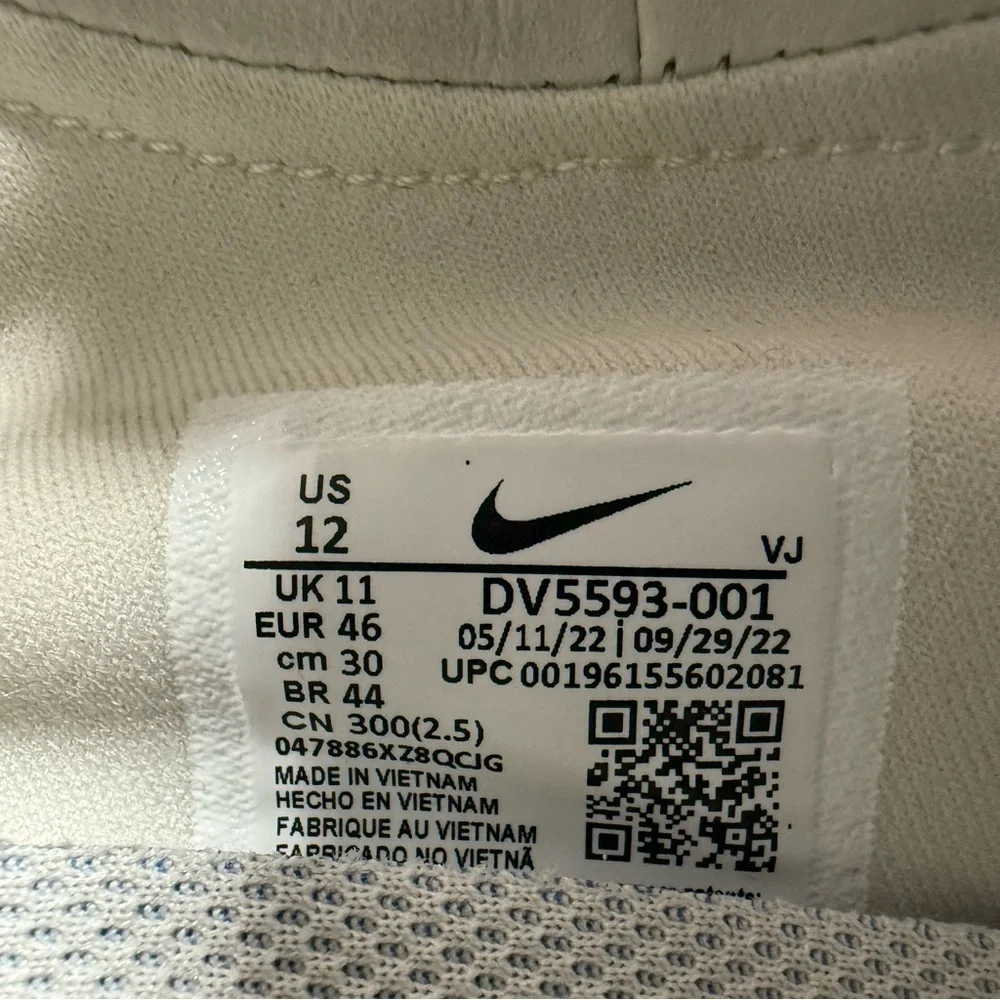 US
12
VJ
UK 11
EUR 46
cm 30
BR 44
CN 300(2.5)
047886XZ8QCJG
MADE IN VIETNAM
HECHO EN VIETNAM
FABRIQUE AU VIETNAM
FABRICADO NO VIETNÃ
DV5593-001
05/11/22 | 09/29/22
UPC 00196155602081